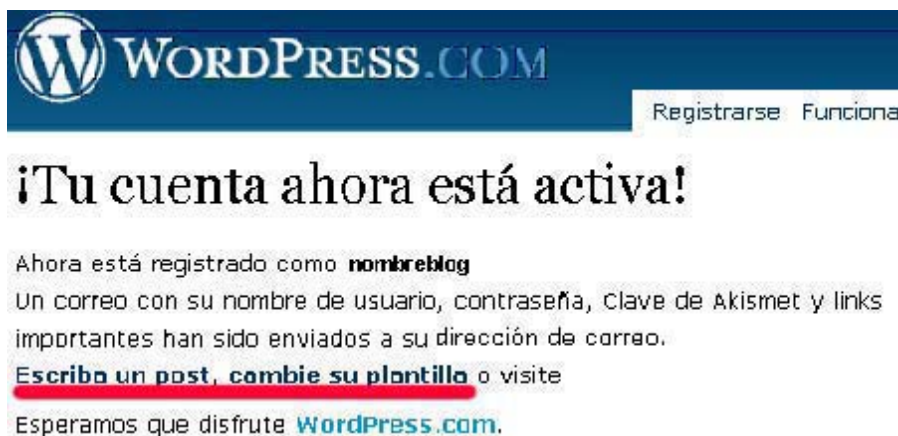 WORDPRESS.COM
Registrarse Funciona
¡Tu cuenta ahora está activa!
Ahora está registrado como nombreblog
Un correo con su nombre de usuario, contraseña, Clave de Akismet y links
importantes han sido enviados a su dirección de correo.
Escriba un post, cambie su plantilla o visite
Esperamos que disfrute WordPress.com.